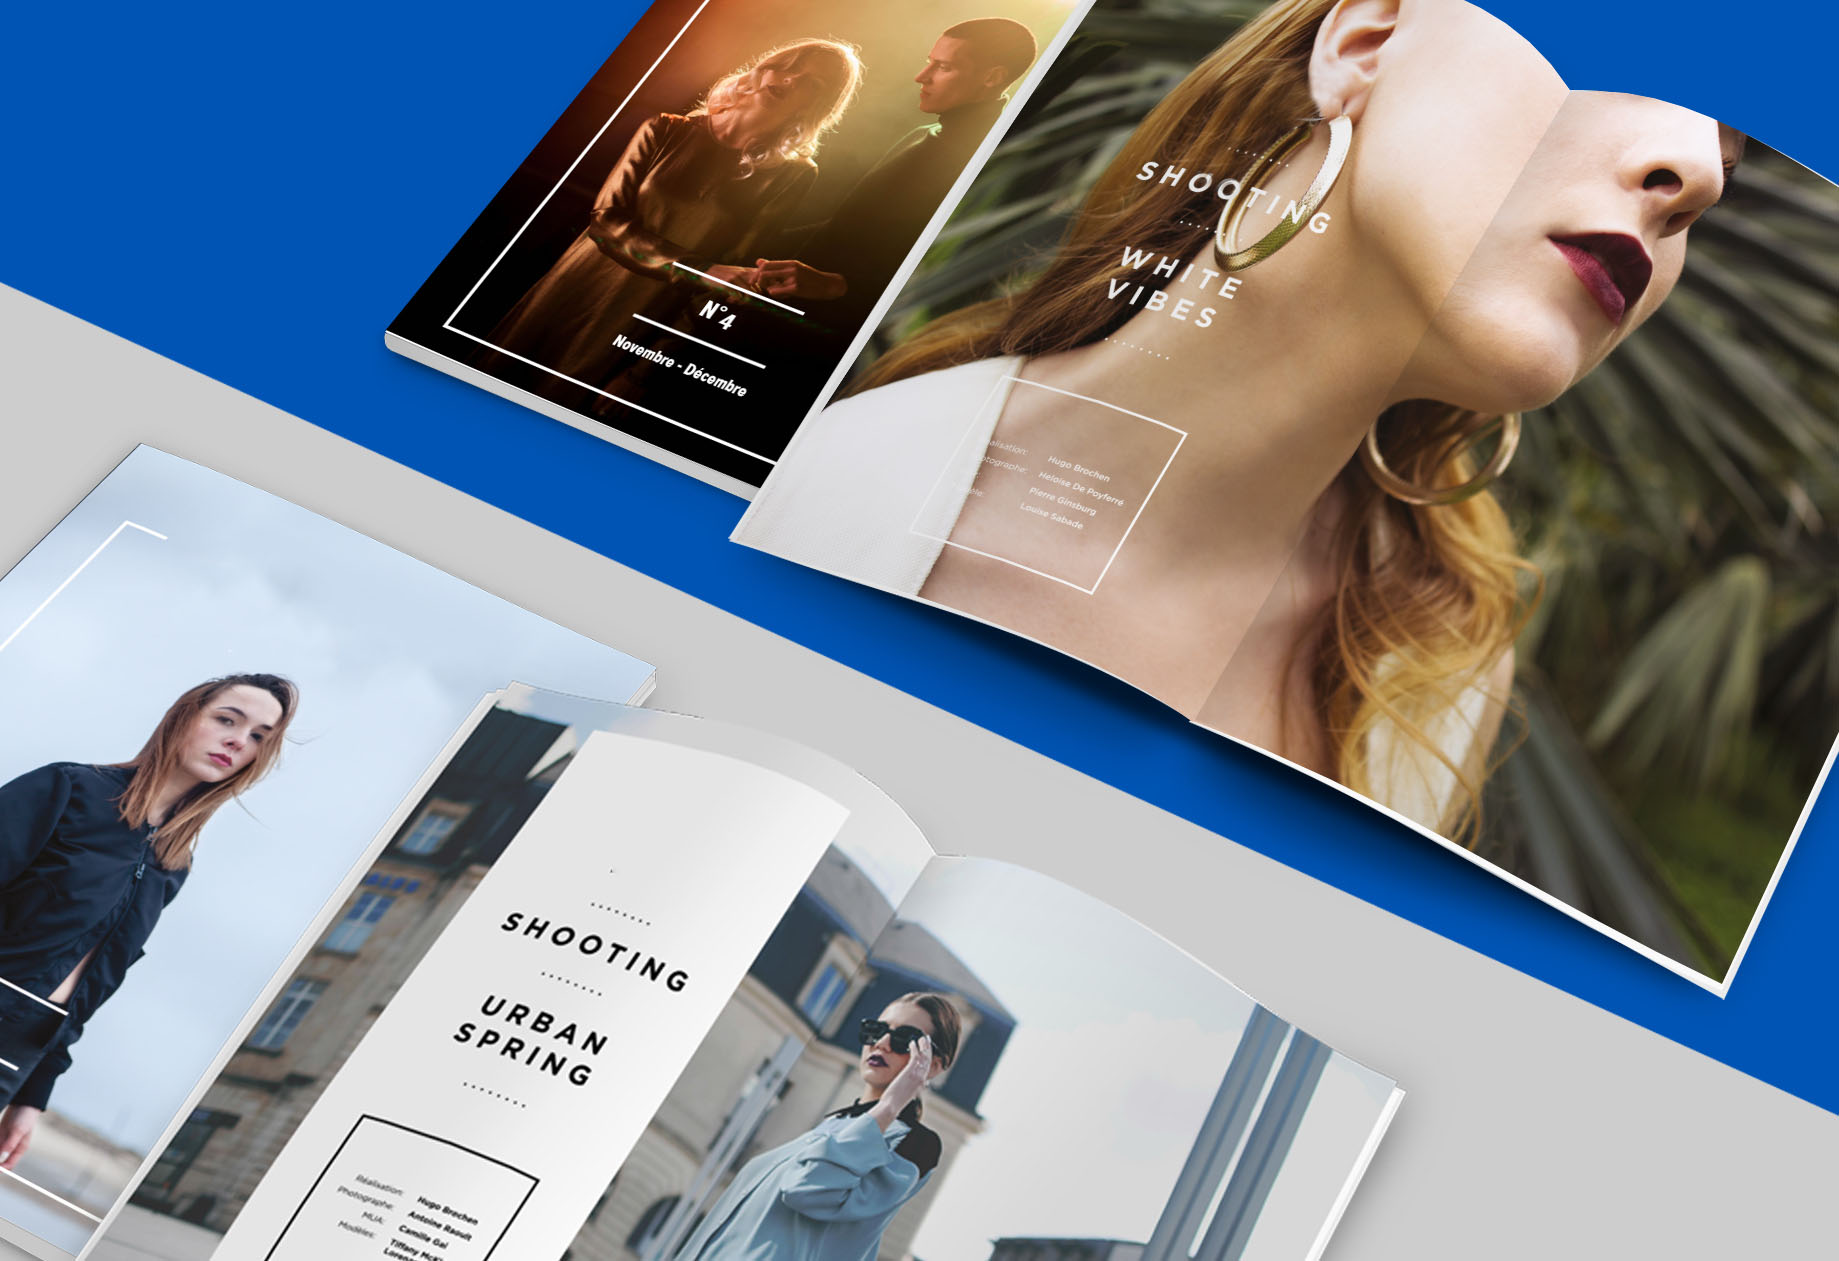 N°4
Novembre - Décembre
SHOOTING
WHITE
VIBES
Hugo Brochen
Heloise De Poyferré
Pierre Ginsburg
Louise Sabade
SHOOTING
URBAN
SPRING
Réalisation: Hugo Brochen
Photographe: Antoine Raoult
MUA: Camille Gai
Modèles: Tiffany